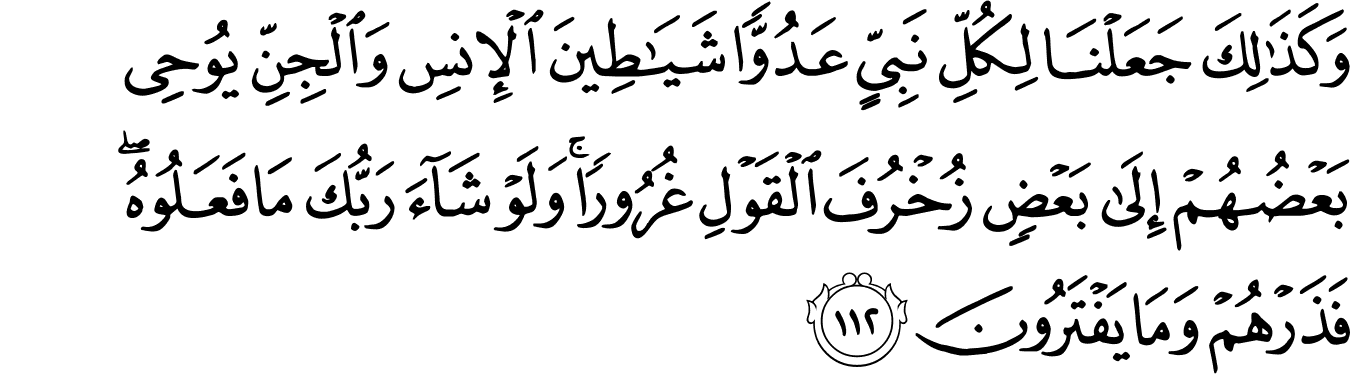 وَكَذَٰلِكَ جَعَلْنَا لِكُلِّ نَبِيٍّ عَدُوًّا شَيَـٰطِينَ ٱلْإِنسِ وَٱلْجِنِّ يُوحِى
بَعْضُهُمْ إِلَىٰ بَعْضٍ زُخْرُفَ ٱلْقَوْلِ غُرُورًا ۚ وَلَوْ شَآءَ رَبُّكَ مَا فَعَلُوهُ ۖ
فَذَرْهُمْ وَمَا يَفْتَرُونَ ١١٢